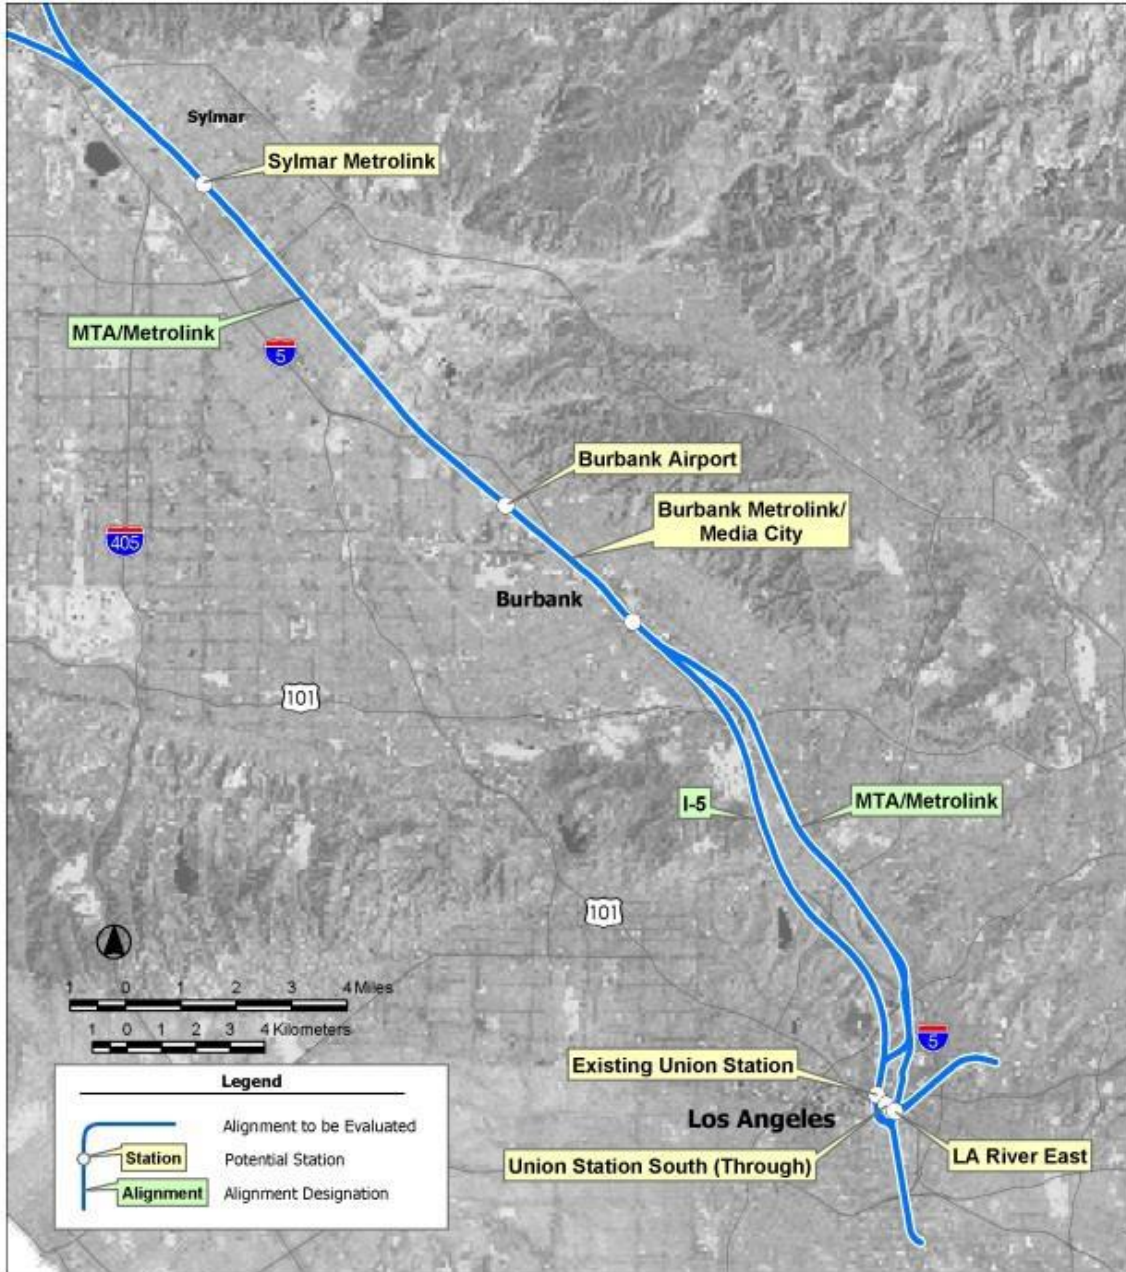 Sylmar
Sylmar Metrolink
MTA/Metrolink
5
Burbank Airport
Burbank Metrolink/
Media City
405
Burbank
101
I-5
MTA/Metrolink
101
1 0 1 2 3 4 Miles
1 0 1 2 3 4 Kilometers
5
Existing Union Station
Los Angeles
Union Station South (Through)
LA River East
Legend
Alignment to be Evaluated
Station
Potential Station
Alignment
Alignment Designation